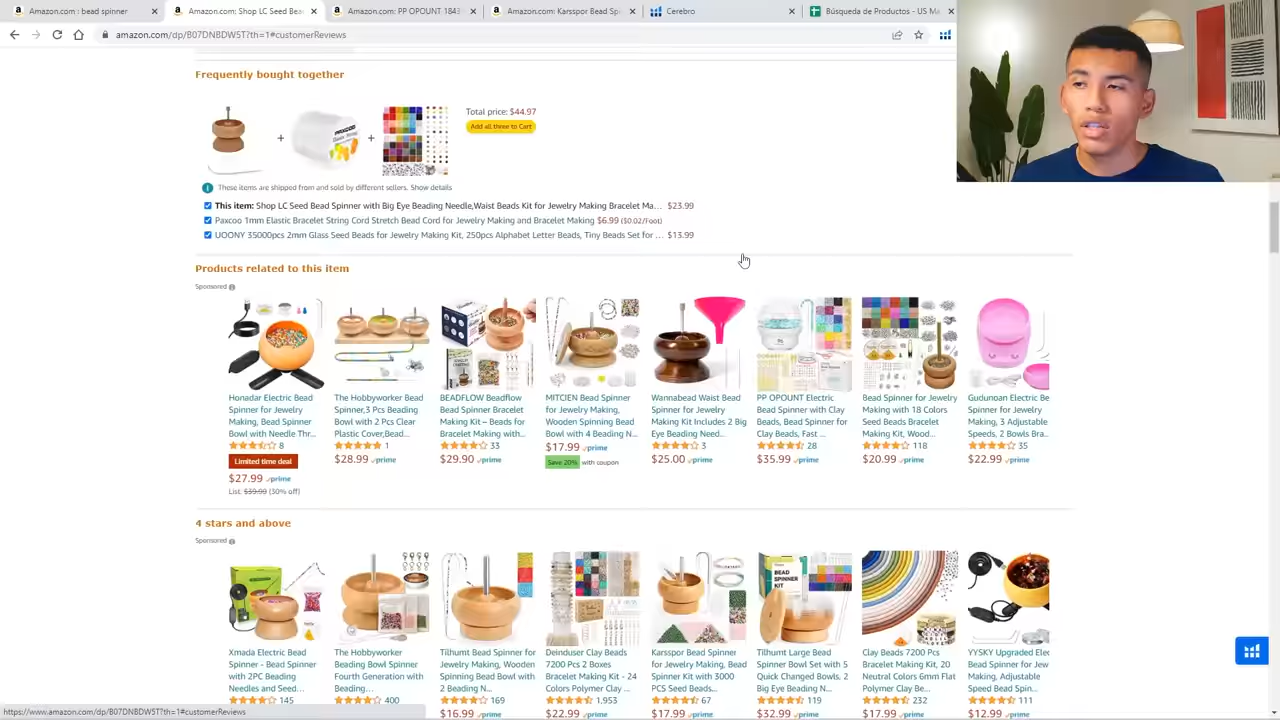 Amazon.com : bead spinner
Amazon.com: Shop LC Seed Bea
Amazon.com: PP OPOUNT 1843
Amazon.com: Karsspor Bead Sp
Cerebro
Búsqueda de Productos - US M
amazon.com/dp/B07DNBDW5T?th=1#customerReviews
Frequently bought together
Total price: $44.97
Add all three to Cart
These items are shipped from and sold by different sellers. Show details
This item: Shop LC Seed Bead Spinner with Big Eye Beading Needle,Waist Beads Kit for Jewelry Making Bracelet Ma... $23.99
Paxcoo 1mm Elastic Bracelet String Cord Stretch Bead Cord for Jewelry Making and Bracelet Making $6.99 ($0.02/Foot)
UOONY 35000pcs 2mm Glass Seed Beads for Jewelry Making Kit, 250pcs Alphabet Letter Beads, Tiny Beads Set for ... $13.99
Products related to this item
Sponsored
Honadar Electric Bead
Spinner for Jewelry
Making, Bead Spinner
Bowl with Needle Thr...
8
Limited time deal
$27.99 prime
List: $39.90 (30% off)
The Hobbyworker Bead
Spinner,3 Pcs Beading
Bowl with 2 Pcs Clear
Plastic Cover,Bead...
1
$28.99 prime
BEADFLOW Beadflow
Bead Spinner Bracelet
Making Kit – Beads for
Bracelet Making with...
33
$29.90 prime
MITCIEN Bead Spinner
for Jewelry Making,
Wooden Spinning Bead
Bowl with 4 Beading N...
$17.99 prime
Save 20% with coupon
Wannabead Waist Bead
Spinner for Jewelry
Making Kit Includes 2 Big
Eye Beading Need...
3
$25.00 prime
PP OPOUNT Electric
Bead Spinner with Clay
Beads, Bead Spinner for
Clay Beads, Fast ...
28
$35.99 prime
Bead Spinner for Jewelry
Making with 18 Colors
Seed Beads Bracelet
Making Kit, Wood...
118
$20.99 prime
Gudunoan Electric Be
Spinner for Jewelry
Making, 3 Adjustable
Speeds, 2 Bowls Bra...
35
$22.99 prime
4 stars and above
Sponsored
Xmada Electric Bead
Spinner - Bead Spinner
with 2PC Beading
Needles and Seed...
145
The Hobbyworker
Beading Bowl Spinner
Fourth Generation with
Beading...
400
Tilhumt Bead Spinner for
Jewelry Making, Wooden
Spinning Bead Bowl with
2 Beading N...
169
$16.99 prime
Deinduser Clay Beads
7200 Pcs 2 Boxes
Bracelet Making Kit - 24
Colors Polymer Clay ...
1,953
$22.99 prime
Karsspor Bead Spinner
for Jewelry Making, Bead
Spinner Kit with 3000
PCS Seed Beads...
67
$17.99 prime
Tilhumt Large Bead
Spinner Bowl Set with 5
Quick Changed Bowls, 2
Big Eye Beading N...
119
$32.99 prime
Clay Beads 7200 Pcs
Bracelet Making Kit, 20
Neutral Colors 6mm Flat
Polymer Clay Be...
232
$17.99 prime
YYSKY Upgraded Elec
Bead Spinner for Jew
Making, Adjustable
Speed Bead Spin...
111
$12.99 prime
https://www.amazon.com/dp/B07DNBDW5T?th=1#customerReviews